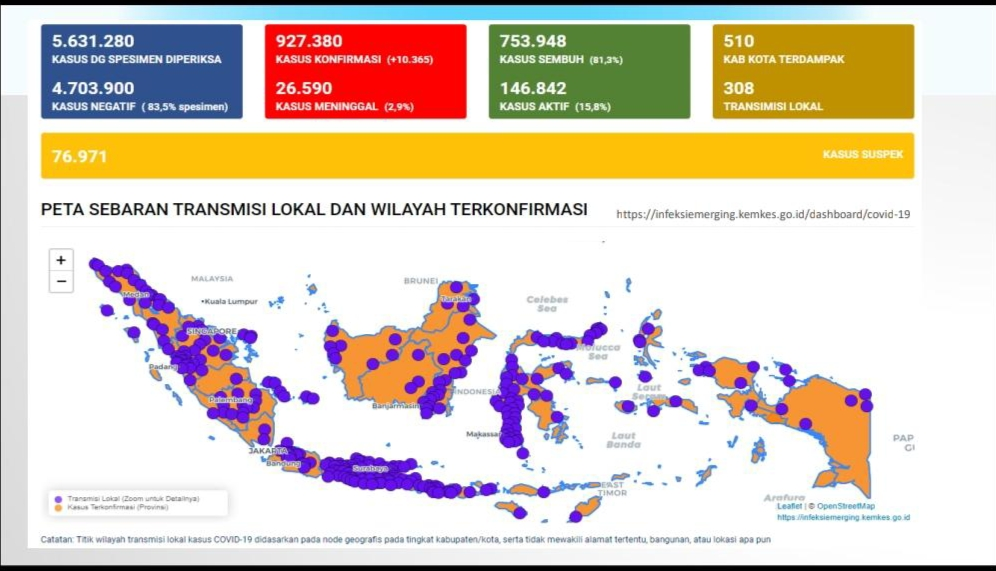 5.631.280
KASUS DG SPESIMEN DIPERIKSA
4.703.900
KASUS NEGATIF ( 83,5% spesimen)
927.380
KASUS KONFIRMASI (+10.365)
26.590
KASUS MENINGGAL (2,9%)
753.948
KASUS SEMBUH (81,3%)
146.842
KASUS AKTIF (15,8%)
510
KAB KOTA TERDAMPAK
308
TRANSIMISI LOKAL
76.971
KASUS SUSPEK
PETA SEBARAN TRANSMISI LOKAL DAN WILAYAH TERKONFIRMASI
https://infeksiemerging.kemkes.go.id/dashboard/covid-19
+
−
MALAYSIA
BRUNEI
Medan
Kuala Lumpur
Tarakan
Celebes
Sea
SINGAPORE
Molucca
Sea
Padang
Palembang
INDONESIA
Laut
Seram
Banjarmasin
Makassar
Laut
Banda
PAP
GU
JAKARTA
Bandung
Surabaya
EAST
TIMOR
Arafura
Transmisi Lokal (Zoom untuk Detailnya)
Kasus Terkonfirmasi (Provinsi)
Leaflet | © OpenStreetMap
https://infeksiemerging.kemkes.go.id
Catatan: Titik wilayah transmisi lokal kasus COVID-19 didasarkan pada node geografis pada tingkat kabupaten/kota, serta tidak mewakili alamat tertentu, bangunan, atau lokasi apa pun